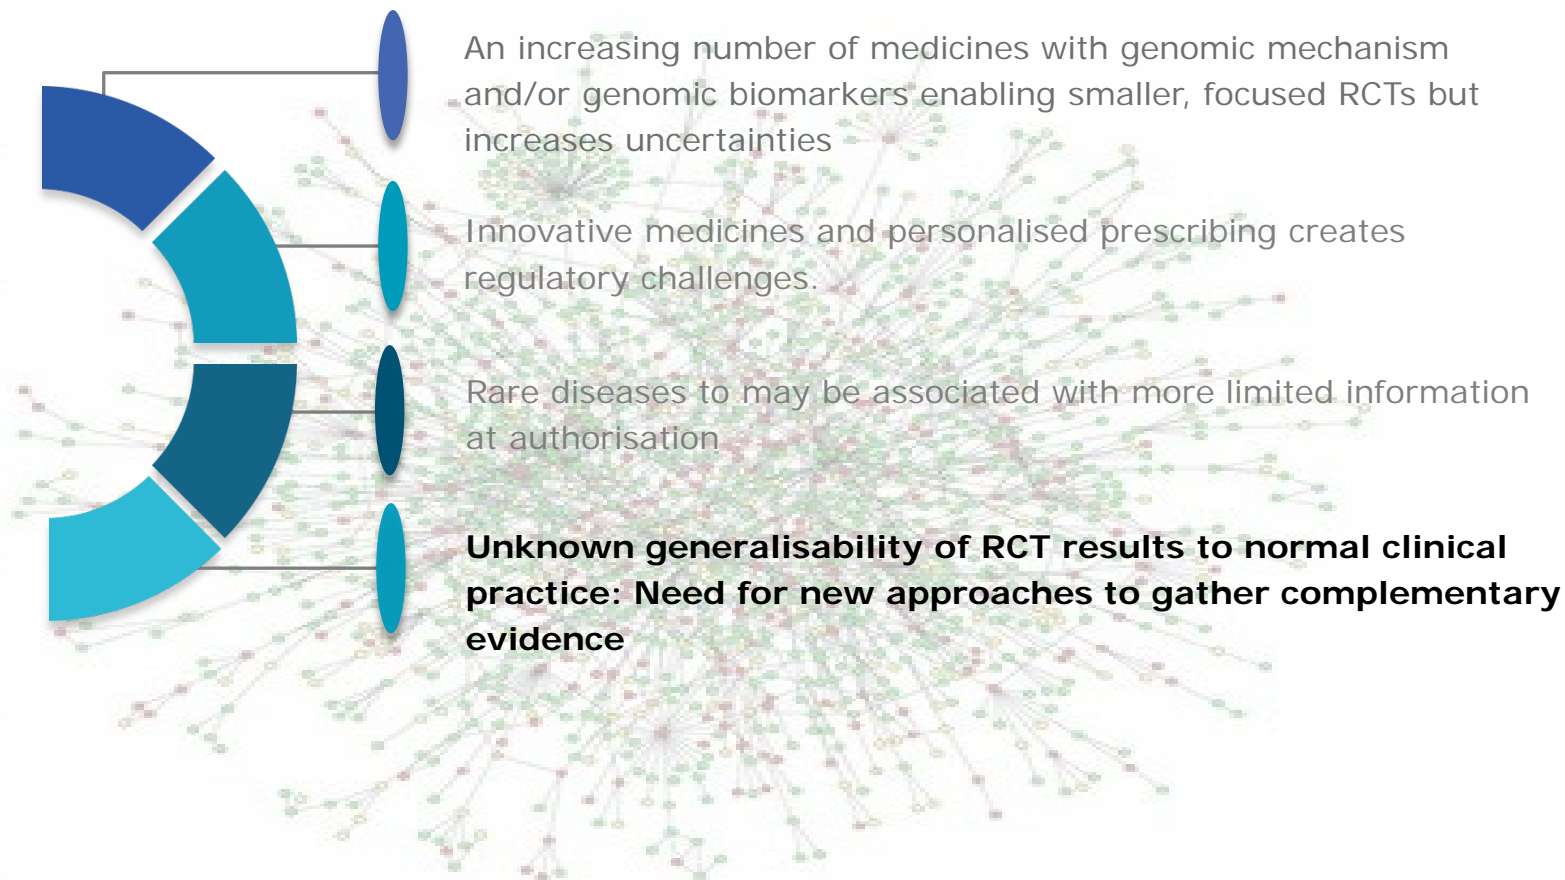 An increasing number of medicines with genomic mechanism
and/or genomic biomarkers enabling smaller, focused RCTs but
increases uncertainties
Innovative medicines and personalised prescribing creates
regulatory challenges.
Rare diseases to may be associated with more limited information
at authorisation
Unknown generalisability of RCT results to normal clinical
practice: Need for new approaches to gather complementary
evidence